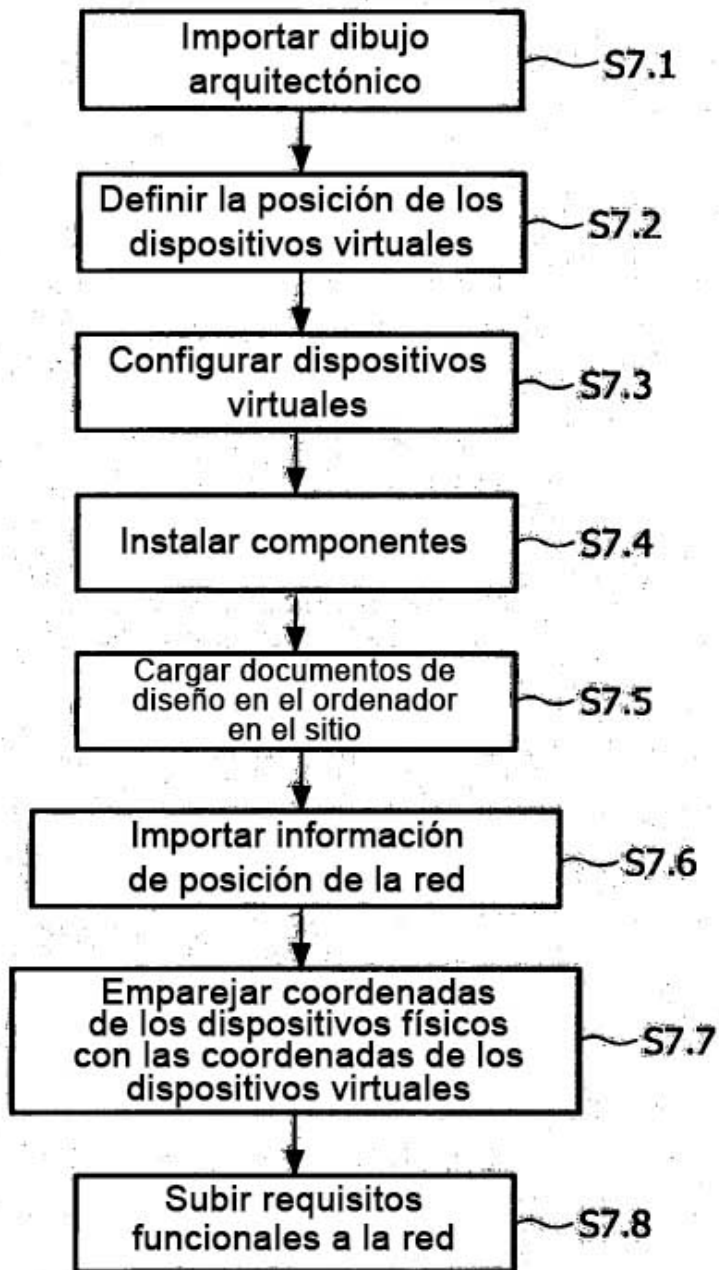 Importar dibujo
arquitectónico
S7.1
Definir la posición de los
dispositivos virtuales
S7.2
Configurar dispositivos
virtuales
S7.3
Instalar componentes
S7.4
Cargar documentos de
diseño en el ordenador
en el sitio
S7.5
Importar información
de posición de la red
S7.6
Emparejar coordenadas
de los dispositivos físicos
con las coordenadas de los
dispositivos virtuales
S7.7
Subir requisitos
funcionales a la red
S7.8